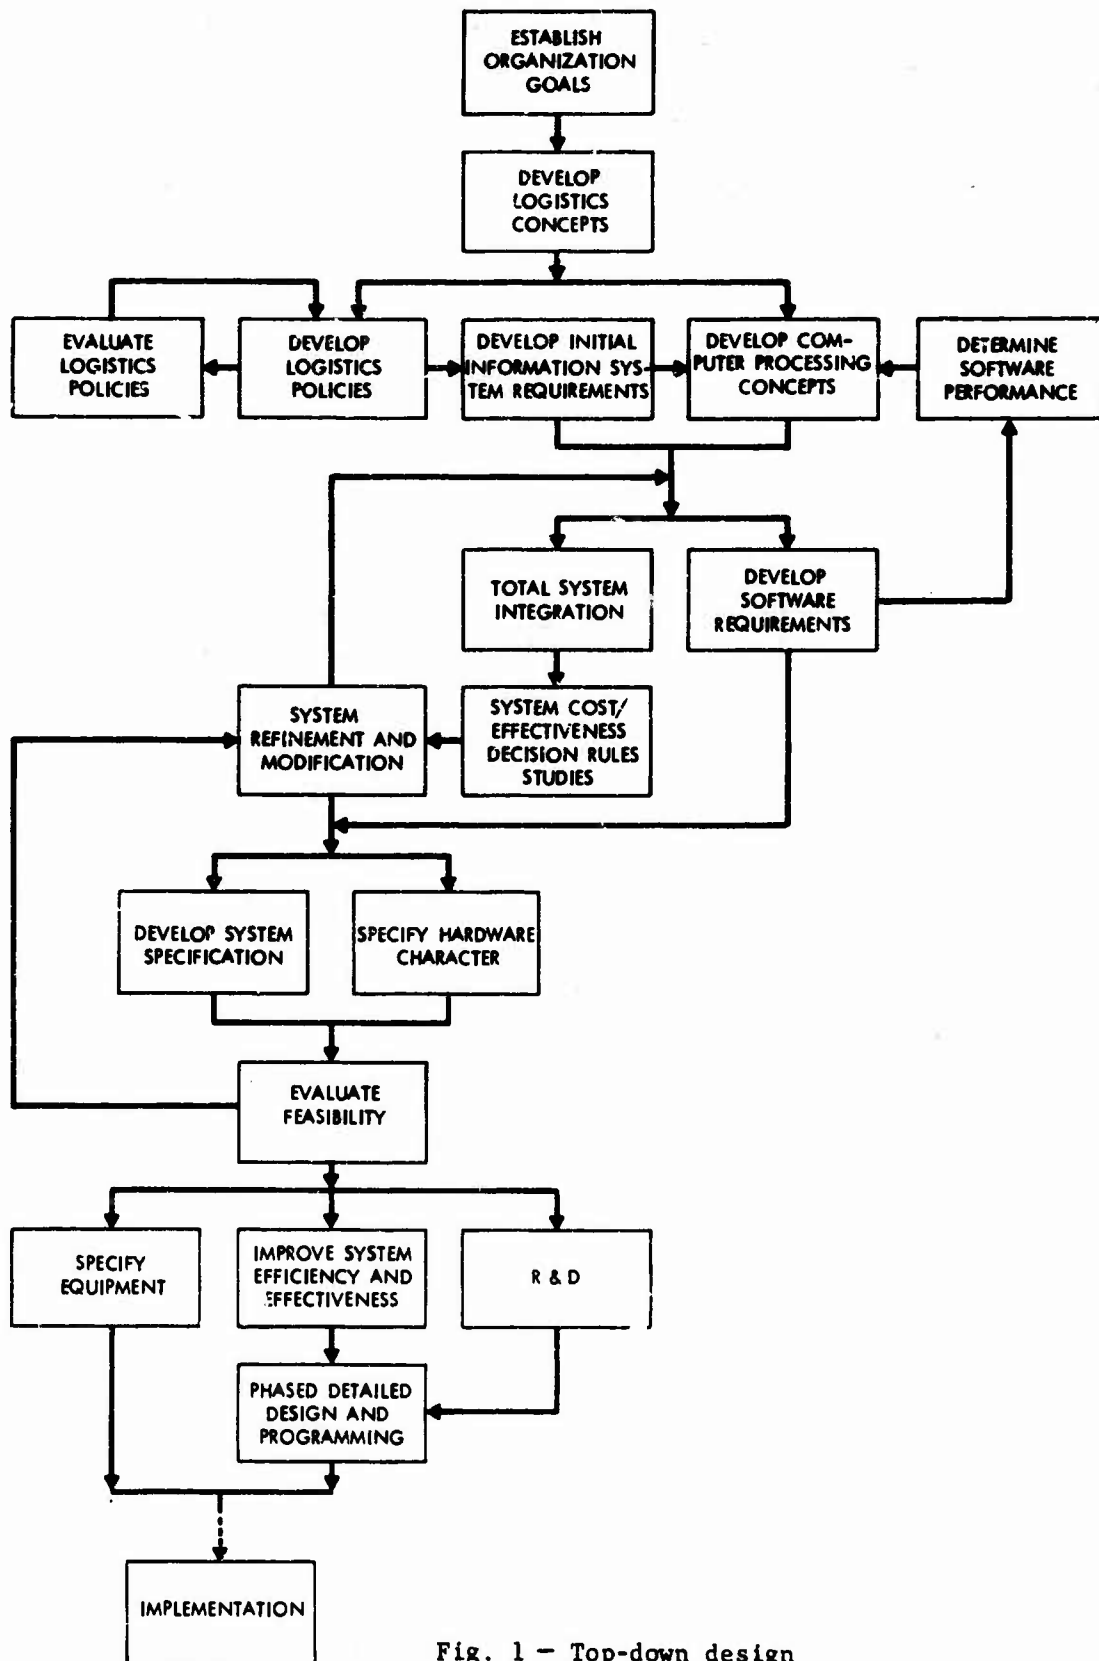 ESTABLISH
ORGANIZATION
GOALS
DEVELOP
LOGISTICS
CONCEPTS
EVALUATE
LOGISTICS
POLICIES
DEVELOP
LOGISTICS
POLICIES
DEVELOP INITIAL
INFORMATION SYS-
TEM REQUIREMENTS
DEVELOP COM-
PUTER PROCESSING
CONCEPTS
DETERMINE
SOFTWARE
PERFORMANCE
TOTAL SYSTEM
INTEGRATION
DEVELOP
SOFTWARE
REQUIREMENTS
SYSTEM
REFINEMENT AND
MODIFICATION
SYSTEM COST/
EFFECTIVENESS
DECISION RULES
STUDIES
DEVELOP SYSTEM
SPECIFICATION
SPECIFY HARDWARE
CHARACTER
EVALUATE
FEASIBILITY
SPECIFY
EQUIPMENT
IMPROVE SYSTEM
EFFICIENCY AND
EFFECTIVENESS
R & D
PHASED DETAILED
DESIGN AND
PROGRAMMING
IMPLEMENTATION
Fig. 1 — Top-down design